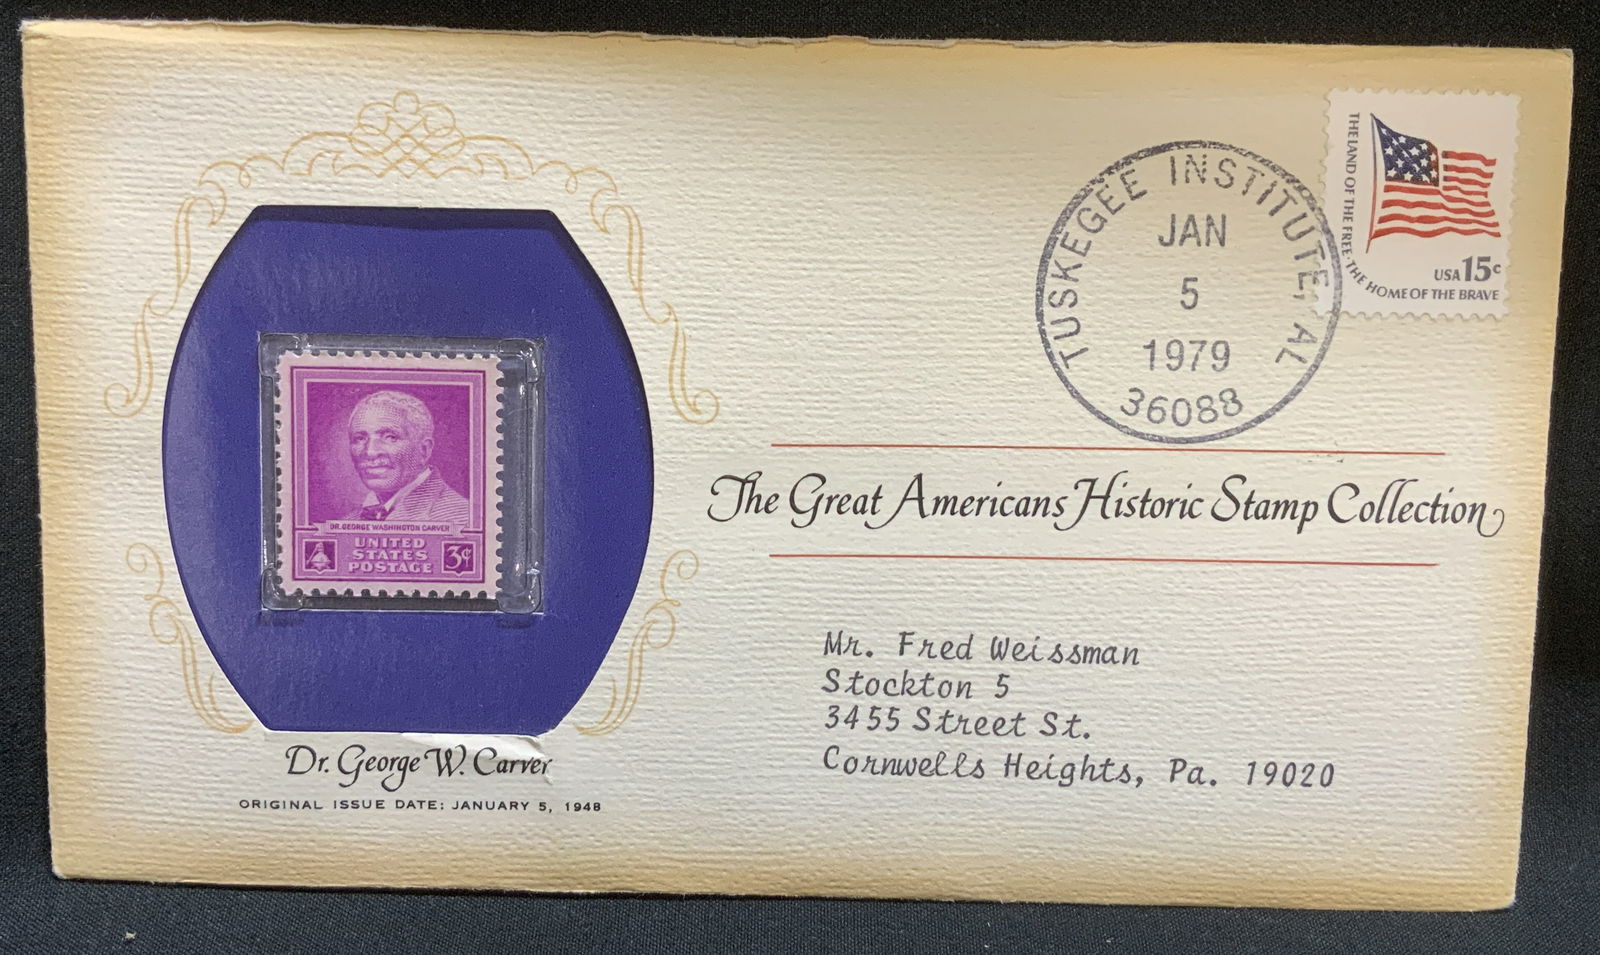 TUSKEGEE INSTITUTE, AL
JAN
5
1979
36088
THE LAND OF THE FREE · THE HOME OF THE BRAVE
USA 15c
The Great Americans Historic Stamp Collection
DR. GEORGE WASHINGTON CARVER
UNITED
STATES
POSTAGE
3¢
Dr. George W. Carver
ORIGINAL ISSUE DATE: JANUARY 5, 1948
Mr. Fred Weissman
Stockton 5
3455 Street St.
Cornwells Heights, Pa. 19020